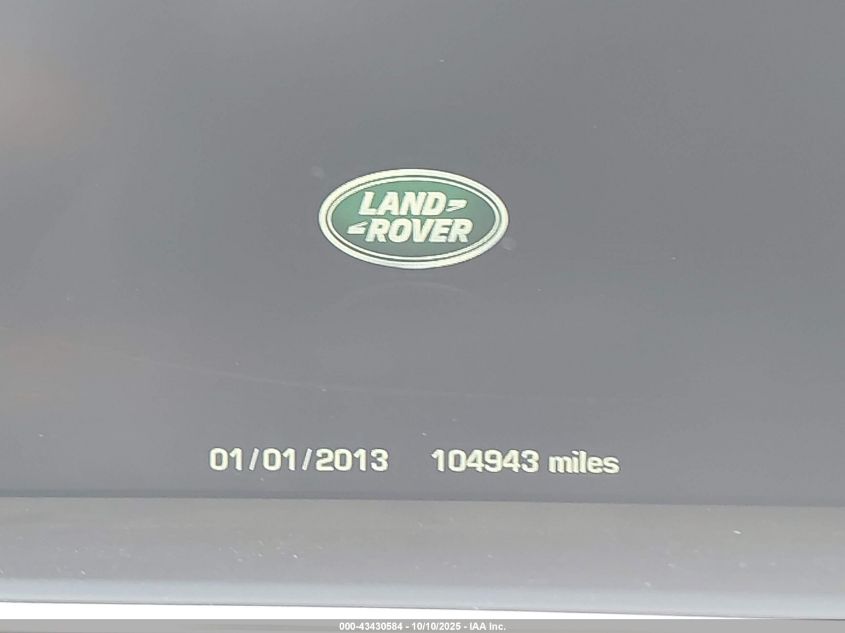 LAND
ROVER
01/01/2013 104943 miles
000-43430584 - 10/10/2025 - IAA Inc.